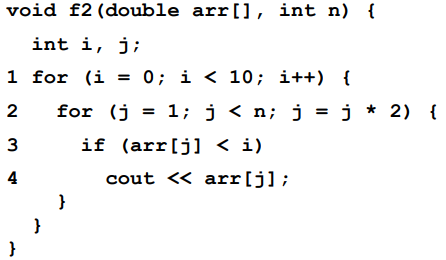 void f2(double arr[], int n) {
int i, j;
1 for (i = 0; i < 10; i++) {
2 for (j = 1; j < n; j = j * 2) {
3 if (arr[j] < i)
4 cout << arr[j];
}
}
}